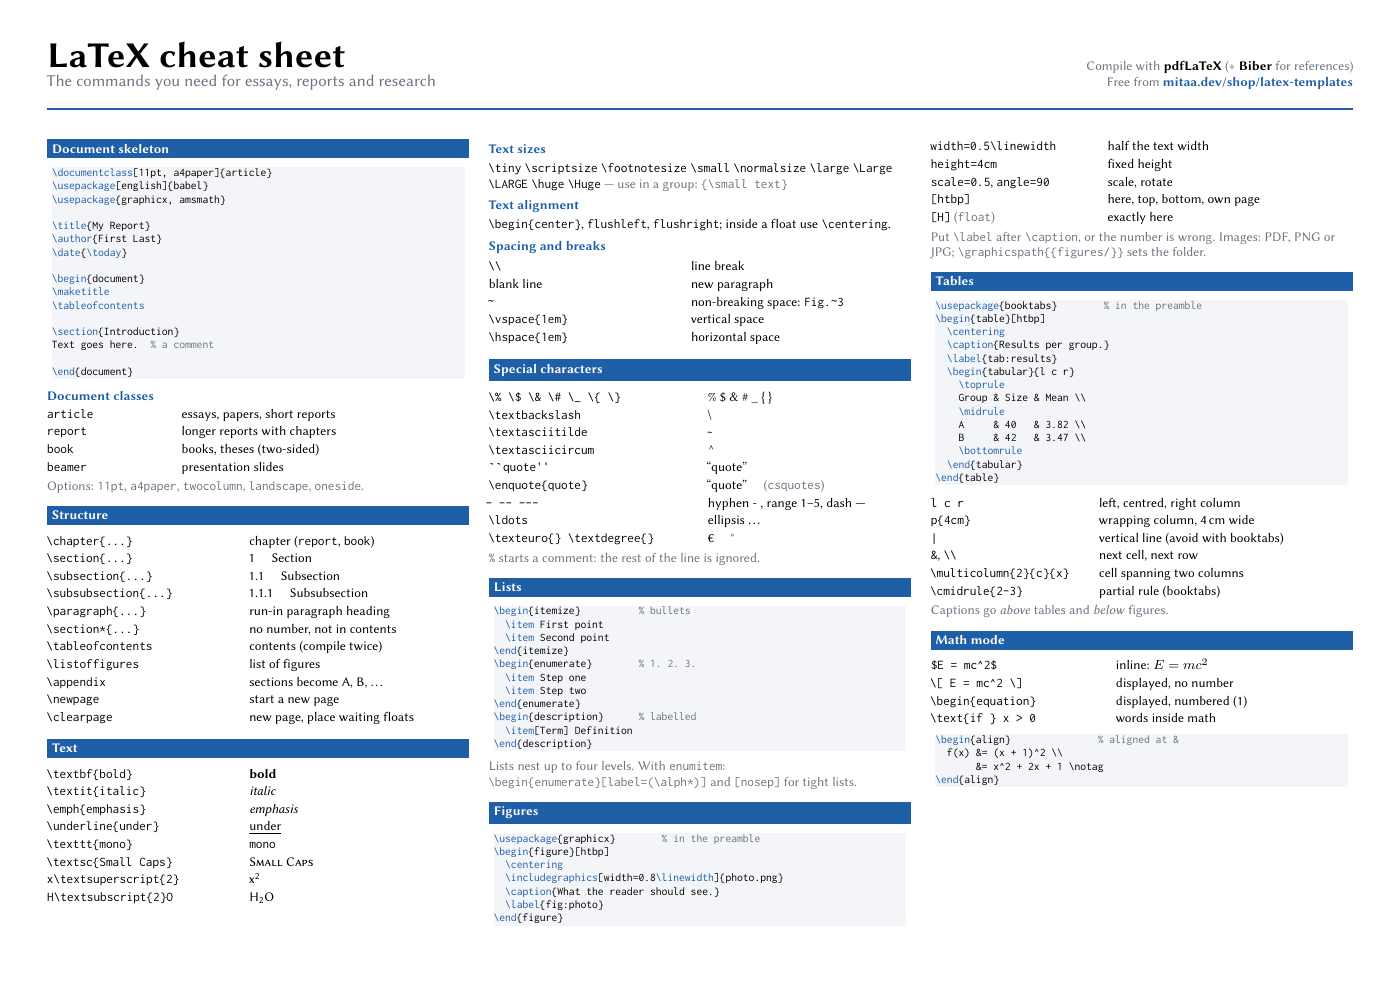 LaTeX cheat sheet
The commands you need for essays, reports and research
Compile with pdfLaTeX (+ Biber for references)
Free from mitaa.dev/shop/latex-templates
Document skeleton
\documentclass[11pt, a4paper]{article}
\usepackage[english]{babel}
\usepackage{graphicx, amsmath}
\title{My Report}
\author{First Last}
\date{\today}
\begin{document}
\maketitle
\tableofcontents
\section{Introduction}
Text goes here.  % a comment
\end{document}
Document classes
article essays, papers, short reports
report longer reports with chapters
book books, theses (two-sided)
beamer presentation slides
Options: 11pt, a4paper, twocolumn, landscape, oneside.
Structure
\chapter{...} chapter (report, book)
\section{...} 1 Section
\subsection{...} 1.1 Subsection
\subsubsection{...} 1.1.1 Subsubsection
\paragraph{...} run-in paragraph heading
\section*{...} no number, not in contents
\tableofcontents contents (compile twice)
\listoffigures list of figures
\appendix sections become A, B, …
\newpage start a new page
\clearpage new page, place waiting floats
Text
\textbf{bold} bold
\textit{italic} italic
\emph{emphasis} emphasis
\underline{under} under
\texttt{mono} mono
\textsc{Small Caps} Small Caps
x\textsuperscript{2} x²
H\textsubscript{2}O H₂O
Text sizes
\tiny \scriptsize \footnotesize \small \normalsize \large \Large
\LARGE \huge \Huge — use in a group: {\small text}
Text alignment
\begin{center}, flushleft, flushright; inside a float use \centering.
Spacing and breaks
\\ line break
blank line new paragraph
~ non-breaking space: Fig.~3
\vspace{1em} vertical space
\hspace{1em} horizontal space
Special characters
\% \$ \& \# \_ \{ \} % $ & # _ { }
\textbackslash \
\textasciitilde ~
\textasciicircum ^
``quote'' “quote”
\enquote{quote} “quote” (csquotes)
- -- --- hyphen - , range 1–5, dash —
\ldots ellipsis …
\texteuro{} \textdegree{} € °
% starts a comment: the rest of the line is ignored.
Lists
\begin{itemize} % bullets
\item First point
\item Second point
\end{itemize}
\begin{enumerate} % 1. 2. 3.
\item Step one
\item Step two
\end{enumerate}
\begin{description} % labelled
\item[Term] Definition
\end{description}
Lists nest up to four levels. With enumitem:
\begin{enumerate}[label=(\alph*)] and [nosep] for tight lists.
Figures
\usepackage{graphicx} % in the preamble
\begin{figure}[htbp]
\centering
\includegraphics[width=0.8\linewidth]{photo.png}
\caption{What the reader should see.}
\label{fig:photo}
\end{figure}
width=0.5\linewidth half the text width
height=4cm fixed height
scale=0.5, angle=90 scale, rotate
[htbp] here, top, bottom, own page
[H] (float) exactly here
Put \label after \caption, or the number is wrong. Images: PDF, PNG or
JPG; \graphicspath{{figures/}} sets the folder.
Tables
\usepackage{booktabs} % in the preamble
\begin{table}[htbp]
\centering
\caption{Results per group.}
\label{tab:results}
\begin{tabular}{l c r}
\toprule
Group & Size & Mean \\
\midrule
A & 40 & 3.82 \\
B & 42 & 3.47 \\
\bottomrule
\end{tabular}
\end{table}
l c r left, centred, right column
p{4cm} wrapping column, 4 cm wide
| vertical line (avoid with booktabs)
&, \\ next cell, next row
\multicolumn{2}{c}{x} cell spanning two columns
\cmidrule{2-3} partial rule (booktabs)
Captions go above tables and below figures.
Math mode
$E = mc^2$ inline: E = mc²
\[ E = mc^2 \] displayed, no number
\begin{equation} displayed, numbered (1)
\text{if } x > 0 words inside math
\begin{align} % aligned at &
f(x) &= (x + 1)^2 \\
&= x^2 + 2x + 1 \notag
\end{align}